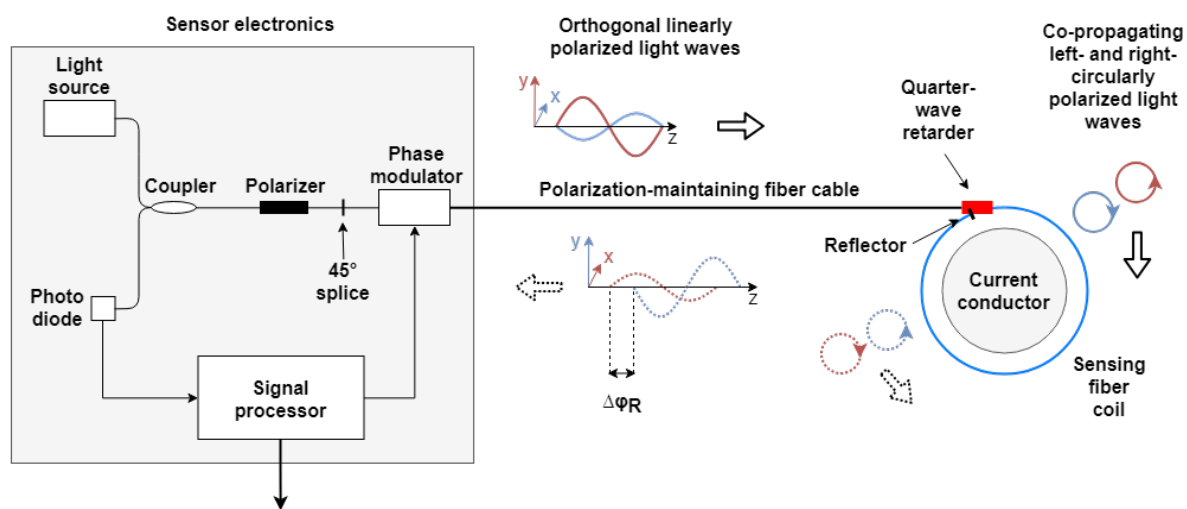 Sensor electronics
Light
source
Coupler
Polarizer
Phase
modulator
45°
splice
Photo
diode
Signal
processor
Orthogonal linearly
polarized light waves
y
x
z
Polarization-maintaining fiber cable
y
x
z
ΔφR
Quarter-
wave
retarder
Co-propagating
left- and right-
circularly
polarized light
waves
Reflector
Current
conductor
Sensing
fiber
coil